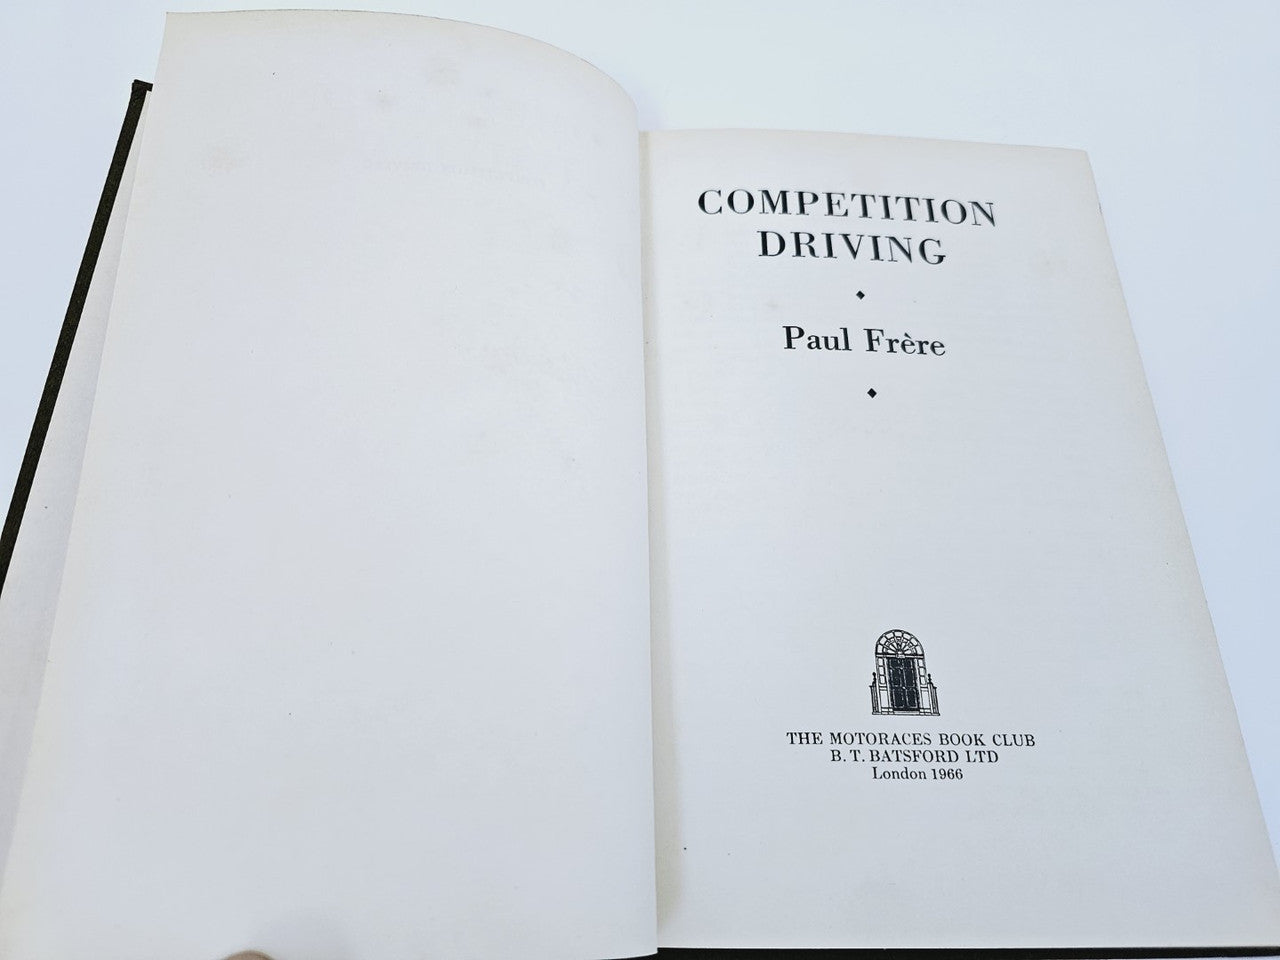 COMPETITION
DRIVING
Paul Frère
THE MOTORACES BOOK CLUB
B. T. BATSFORD LTD
London 1966